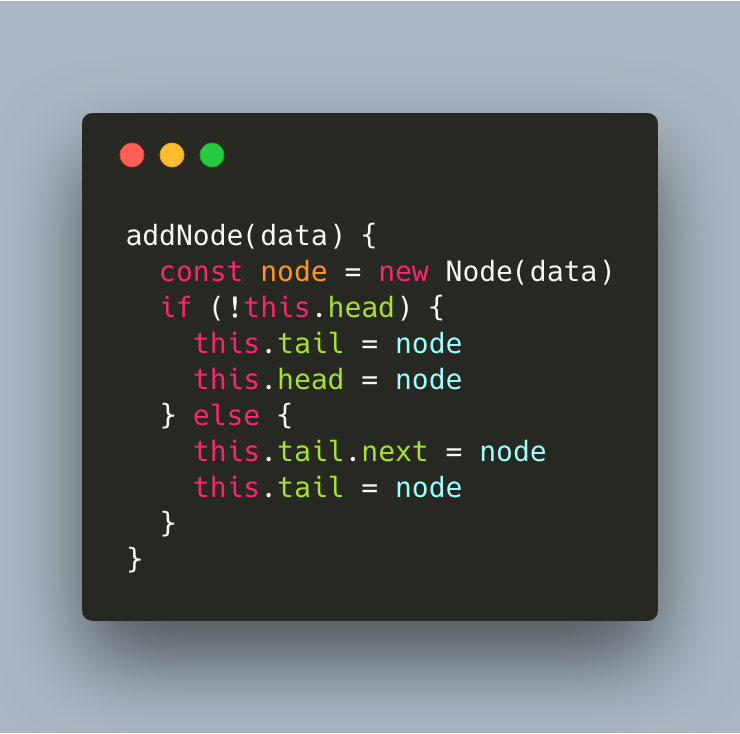 addNode(data) {
  const node = new Node(data)
  if (!this.head) {
    this.tail = node
    this.head = node
  } else {
    this.tail.next = node
    this.tail = node
  }
}